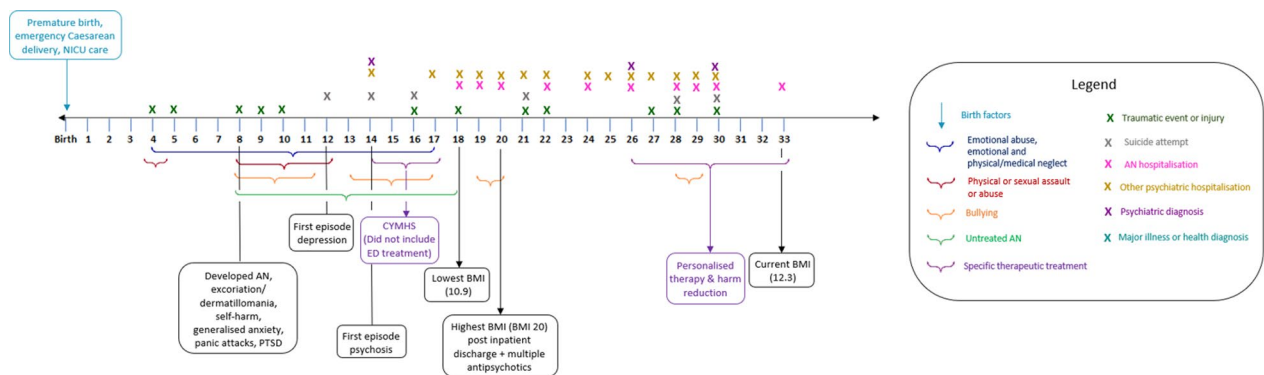 Premature birth,
emergency Caesarean
delivery, NICU care
X X X X X X X X X X X X X X X X X X X X X X X X X X X X X X X X X X X X X X X X X X X X
Birth 1 2 3 4 5 6 7 8 9 10 11 12 13 14 15 16 17 18 19 20 21 22 23 24 25 26 27 28 29 30 31 32 33
First episode
depression
CYMHS
(Did not include
ED treatment)
Developed AN,
excoriation/
dermatillomania,
self-harm,
generalised anxiety,
panic attacks, PTSD
First episode
psychosis
Lowest BMI
(10.9)
Highest BMI (BMI 20)
post inpatient
discharge + multiple
antipsychotics
Personalised
therapy & harm
reduction
Current BMI
(12.3)
Legend
Birth factors
Emotional abuse,
emotional and
physical/medical neglect
Physical or sexual assault
or abuse
Bullying
Untreated AN
Specific therapeutic treatment
X Traumatic event or injury
X Suicide attempt
X AN hospitalisation
X Other psychiatric hospitalisation
X Psychiatric diagnosis
X Major illness or health diagnosis